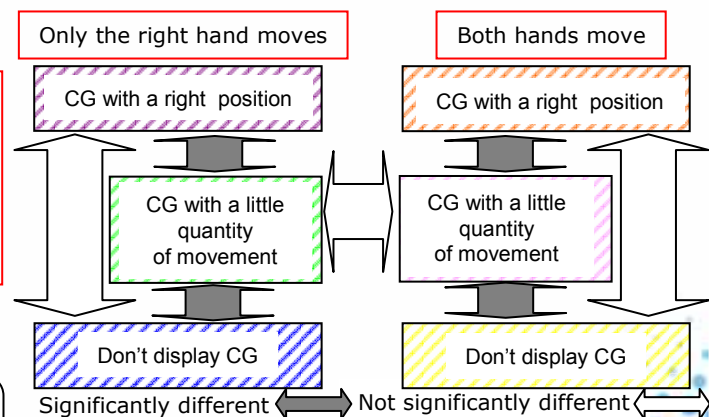 Only the right hand moves
Both hands move
CG with a right position
CG with a right position
CG with a little
quantity
of movement
CG with a little
quantity
of movement
Don't display CG
Don't display CG
Significantly different
Not significantly different